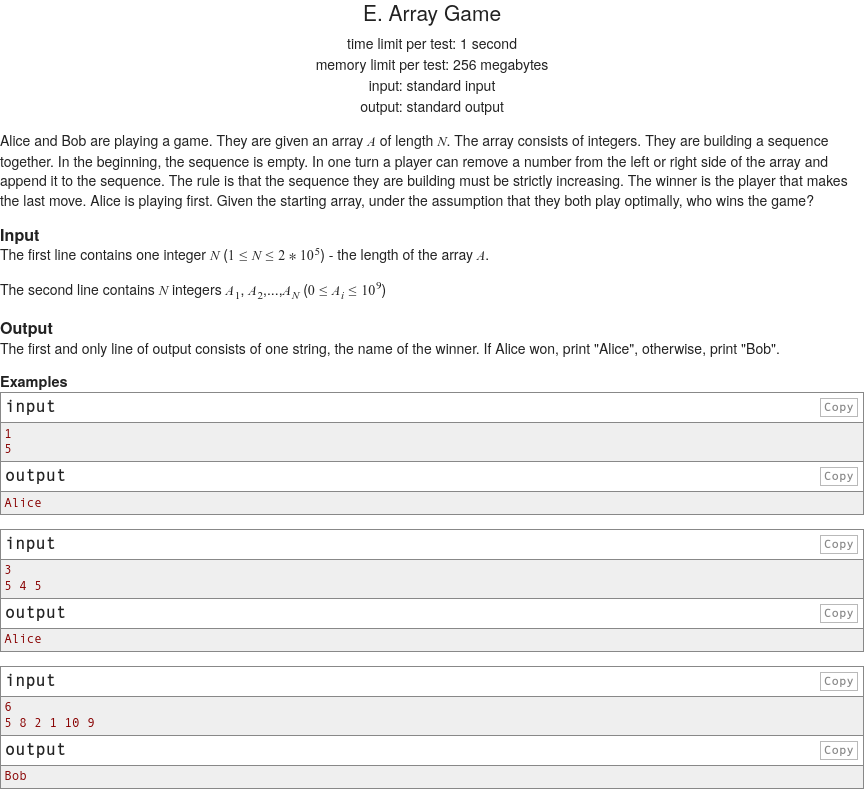 E. Array Game
time limit per test: 1 second
memory limit per test: 256 megabytes
input: standard input
output: standard output
Alice and Bob are playing a game. They are given an array A of length N. The array consists of integers. They are building a sequence
together. In the beginning, the sequence is empty. In one turn a player can remove a number from the left or right side of the array and
append it to the sequence. The rule is that the sequence they are building must be strictly increasing. The winner is the player that makes
the last move. Alice is playing first. Given the starting array, under the assumption that they both play optimally, who wins the game?
Input
The first line contains one integer N (1 ≤ N ≤ 2 * 10^5) - the length of the array A.
The second line contains N integers A_1, A_2,...,A_N (0 ≤ A_i ≤ 10^9)
Output
The first and only line of output consists of one string, the name of the winner. If Alice won, print "Alice", otherwise, print "Bob".
Examples
input Copy
1
5
output Copy
Alice
input Copy
3
5 4 5
output Copy
Alice
input Copy
6
5 8 2 1 10 9
output Copy
Bob